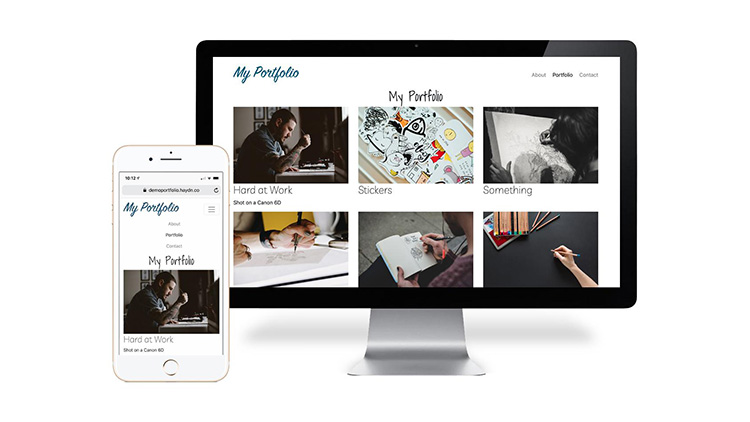 My Portfolio
About Portfolio Contact
My Portfolio
Hard at Work
Stickers
Something
Shot on a Canon 6D
10:12
demoportfolio.haydn.co
My Portfolio
About
Portfolio
Contact
My Portfolio
Hard at Work
Shot on a Canon 6D